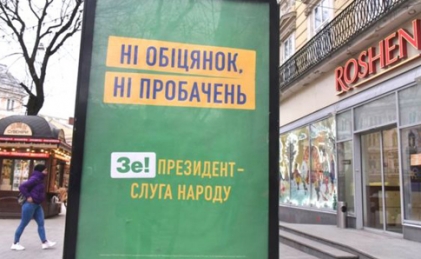 НІ ОБІЦЯНОК,
НІ ПРОБАЧЕНЬ
Зе! ПРЕЗИДЕНТ-
СЛУГА НАРОДУ
ROSHEN